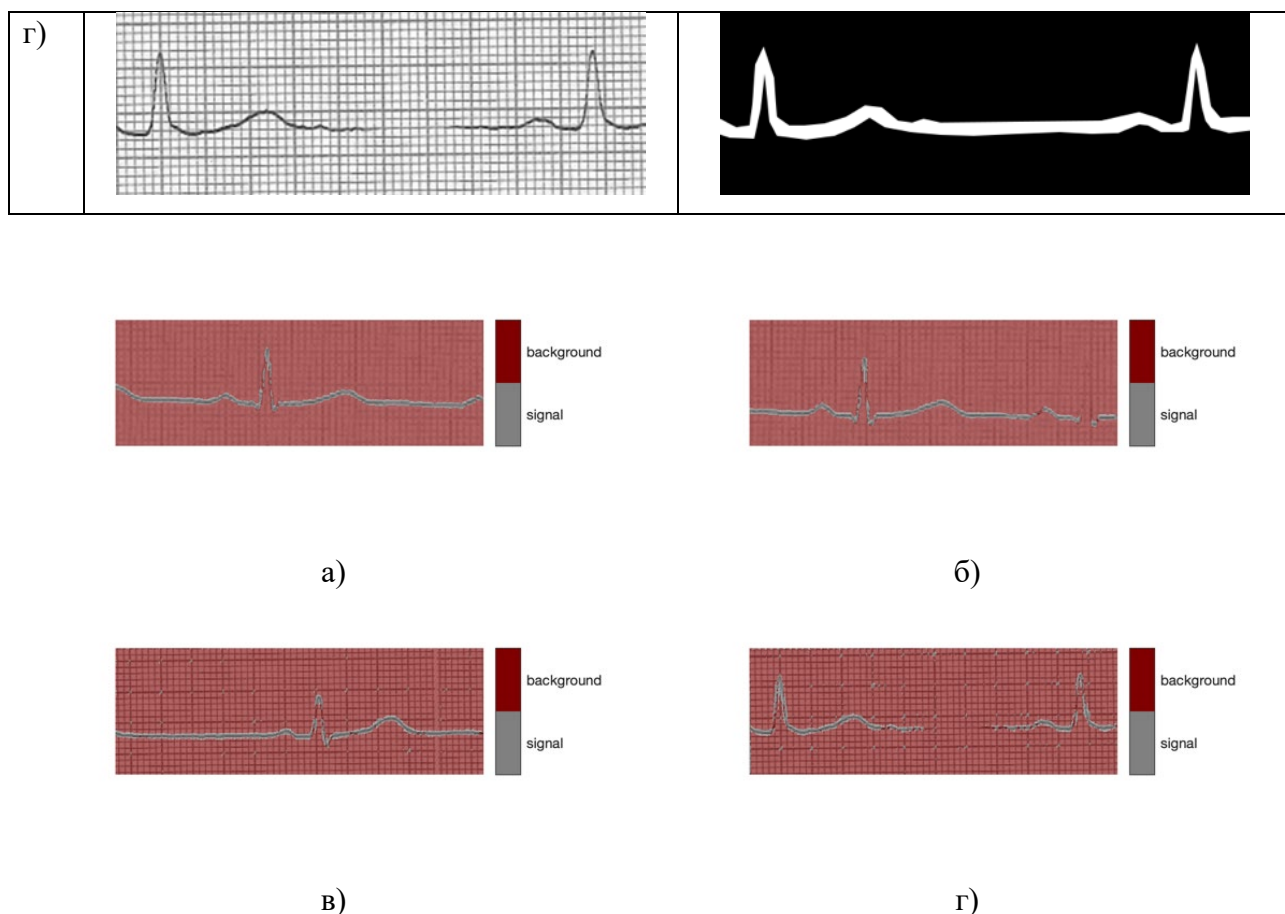 г)
background
signal
background
signal
а)
б)
background
signal
background
signal
в)
г)